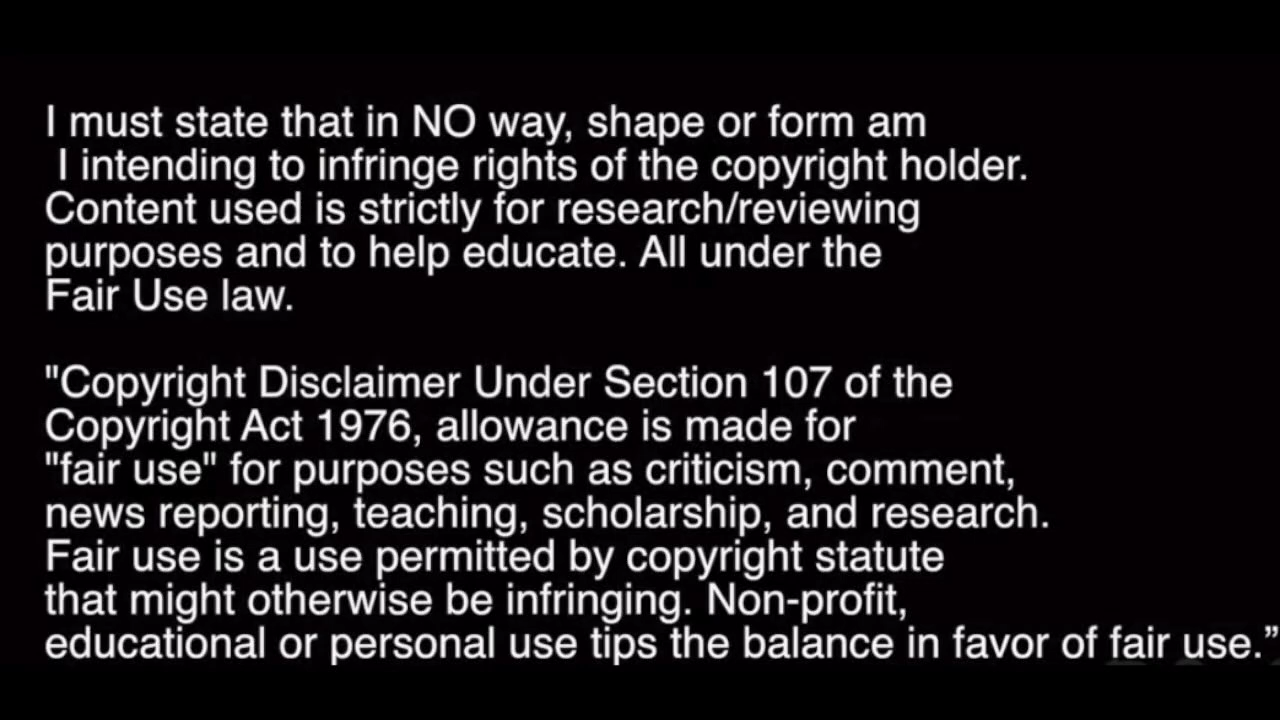 I must state that in NO way, shape or form am
I intending to infringe rights of the copyright holder.
Content used is strictly for research/reviewing
purposes and to help educate. All under the
Fair Use law.
"Copyright Disclaimer Under Section 107 of the
Copyright Act 1976, allowance is made for
"fair use" for purposes such as criticism, comment,
news reporting, teaching, scholarship, and research.
Fair use is a use permitted by copyright statute
that might otherwise be infringing. Non-profit,
educational or personal use tips the balance in favor of fair use.”